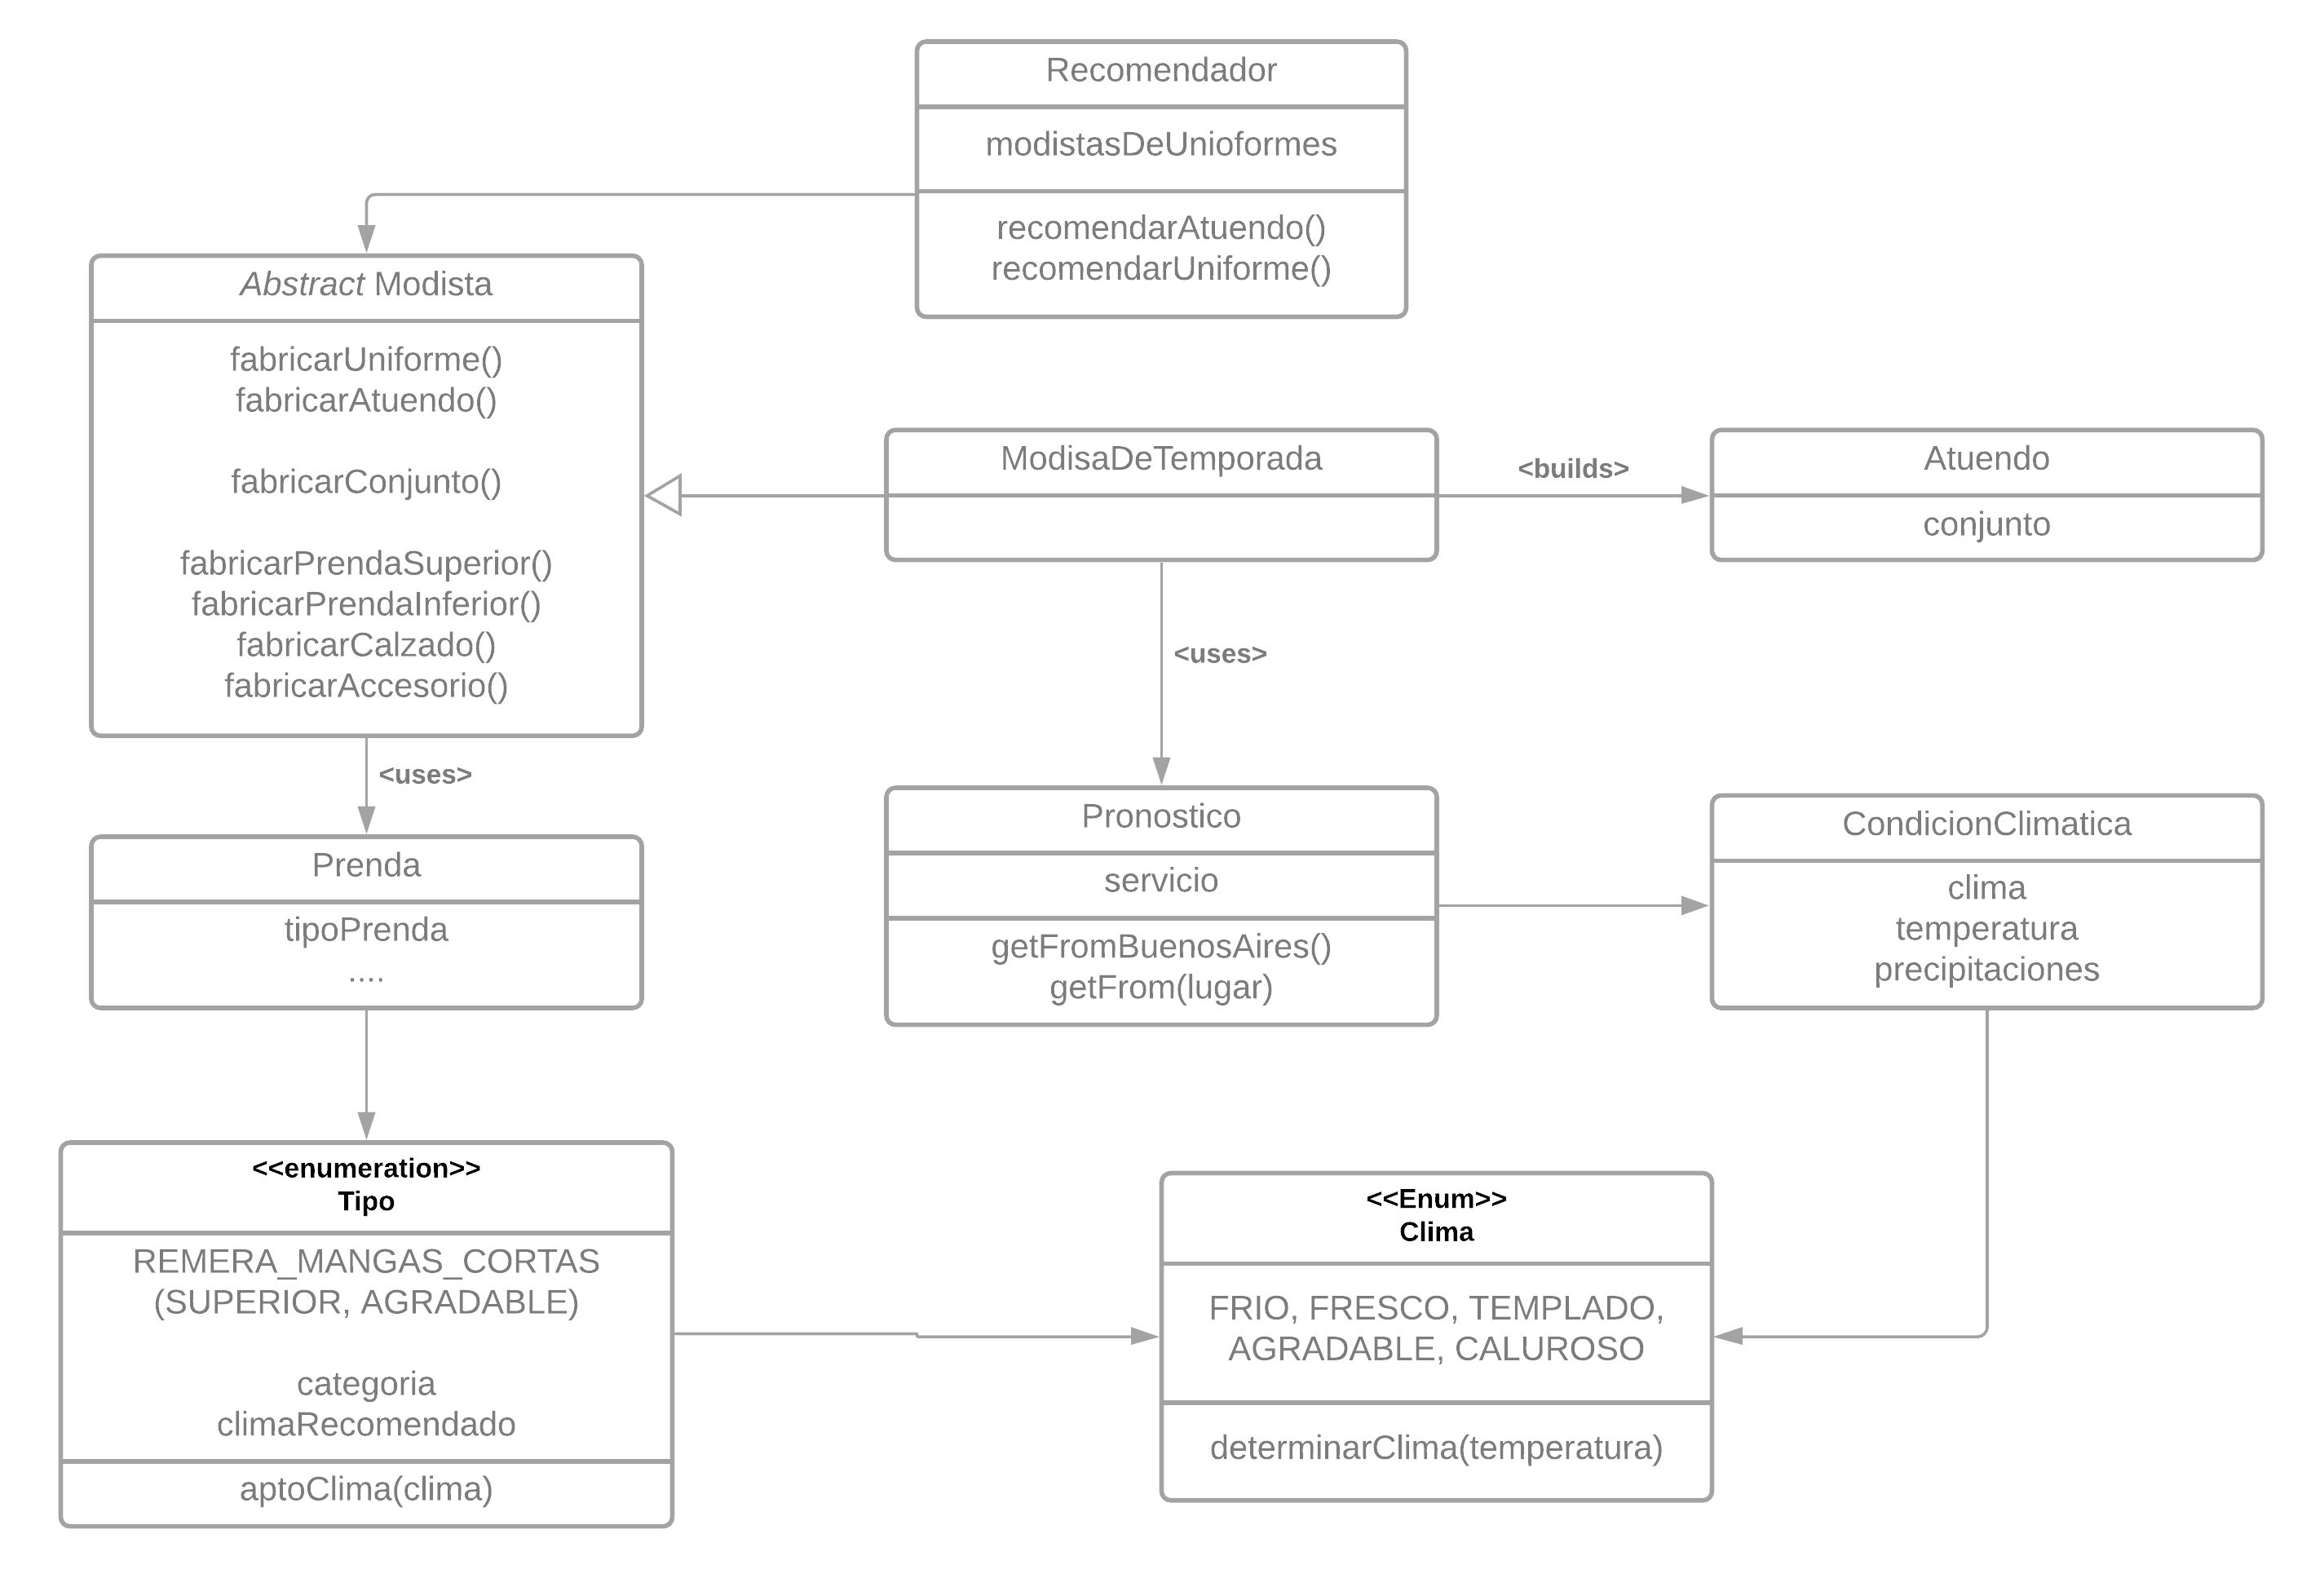 Recomendador
modistasDeUnioformes
recomendarAtuendo()
recomendarUniforme()
Abstract Modista
fabricarUniforme()
fabricarAtuendo()
fabricarConjunto()
fabricarPrendaSuperior()
fabricarPrendaInferior()
fabricarCalzado()
fabricarAccesorio()
ModisaDeTemporada
<builds>
Atuendo
conjunto
<uses>
<uses>
Prenda
tipoPrenda
....
Pronostico
servicio
getFromBuenosAires()
getFrom(lugar)
CondicionClimatica
clima
temperatura
precipitaciones
<<enumeration>>
Tipo
REMERA_MANGAS_CORTAS
(SUPERIOR, AGRADABLE)
categoria
climaRecomendado
aptoClima(clima)
<<Enum>>
Clima
FRIO, FRESCO, TEMPLADO,
AGRADABLE, CALUROSO
determinarClima(temperatura)